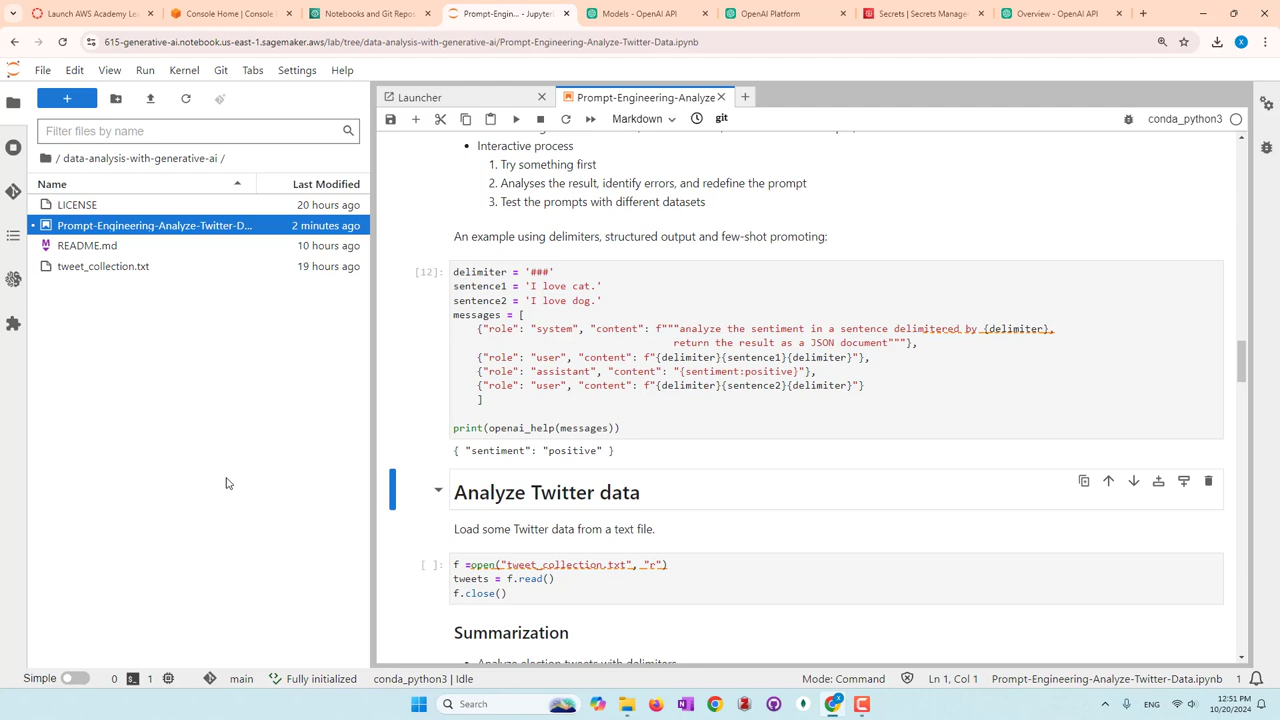 Launch AWS Academy Lea
Console Home | Console
Notebooks and Git Repos
Prompt-Engin... - Jupyter
Models - OpenAI API
OpenAI Platform
Secrets | Secrets Manage
Overview - OpenAI API
615-generative-ai.notebook.us-east-1.sagemaker.aws/lab/tree/data-analysis-with-generative-ai/Prompt-Engineering-Analyze-Twitter-Data.ipynb
File Edit View Run Kernel Git Tabs Settings Help
Filter files by name
/ data-analysis-with-generative-ai /
Name Last Modified
LICENSE 20 hours ago
Prompt-Engineering-Analyze-Twitter-D... 2 minutes ago
README.md 10 hours ago
tweet_collection.txt 19 hours ago
Launcher
Prompt-Engineering-Analyze
Markdown
git
conda_python3
• Interactive process
1. Try something first
2. Analyses the result, identify errors, and redefine the prompt
3. Test the prompts with different datasets
An example using delimiters, structured output and few-shot promoting:
[12]:
delimiter = '###'
sentence1 = 'I love cat.'
sentence2 = 'I love dog.'
messages = [
{"role": "system", "content": f"""analyze the sentiment in a sentence delimitered by {delimiter},
return the result as a JSON document"""},
{"role": "user", "content": f"{delimiter}{sentence1}{delimiter}"},
{"role": "assistant", "content": "{sentiment:positive}"},
{"role": "user", "content": f"{delimiter}{sentence2}{delimiter}"}
]
print(openai_help(messages))
{ "sentiment": "positive" }
Analyze Twitter data
Load some Twitter data from a text file.
[ ]:
f =open("tweet_collection.txt", "r")
tweets = f.read()
f.close()
Summarization
• Analyze election tweets with delimiters
Simple 0 1 main Fully initialized conda_python3 | Idle
Mode: Command Ln 1, Col 1 Prompt-Engineering-Analyze-Twitter-Data.ipynb 1
Search
ENG
12:51 PM
10/20/2024